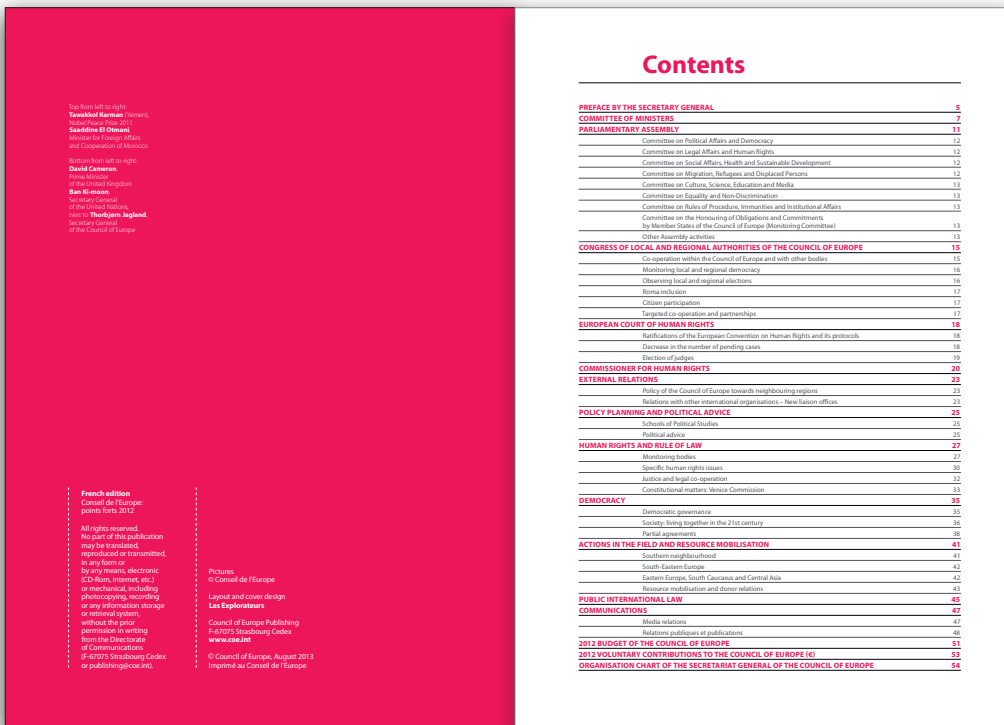 Top from left to right:
Tawakkol Karman (Yemen),
Nobel Peace Prize 2011
Saaeddine El Otmani,
Minister for Foreign Affairs
and Cooperation of Morocco
Bottom from left to right:
David Cameron,
Prime Minister
of the United Kingdom
Ban Ki-moon,
Secretary General
of the United Nations,
next to Thorbjørn Jagland,
Secretary General
of the Council of Europe
French edition
Conseil de l'Europe:
points forts 2012
All rights reserved.
No part of this publication
may be translated,
reproduced or transmitted,
in any form or
by any means, electronic
(CD-Rom, Internet, etc.)
or mechanical, including
photocopying, recording
or any information storage
or retrieval system,
without the prior
permission in writing
from the Directorate
of Communications
(F-67075 Strasbourg Cedex
or publishing@coe.int).
Pictures
© Conseil de l'Europe
Layout and cover design
Les Explorateurs
Council of Europe Publishing
F-67075 Strasbourg Cedex
www.coe.int
© Council of Europe, August 2013
Imprimé au Conseil de l'Europe
Contents
PREFACE BY THE SECRETARY GENERAL 5
COMMITTEE OF MINISTERS 7
PARLIAMENTARY ASSEMBLY 11
Committee on Political Affairs and Democracy 12
Committee on Legal Affairs and Human Rights 12
Committee on Social Affairs, Health and Sustainable Development 12
Committee on Migration, Refugees and Displaced Persons 12
Committee on Culture, Science, Education and Media 13
Committee on Equality and Non-Discrimination 13
Committee on Rules of Procedure, Immunities and Institutional Affairs 13
Committee on the Honouring of Obligations and Commitments
by Member States of the Council of Europe (Monitoring Committee) 13
Other Assembly activities 13
CONGRESS OF LOCAL AND REGIONAL AUTHORITIES OF THE COUNCIL OF EUROPE 15
Co-operation within the Council of Europe and with other bodies 15
Monitoring local and regional democracy 16
Observing local and regional elections 16
Roma inclusion 17
Citizen participation 17
Targeted co-operation and partnerships 17
EUROPEAN COURT OF HUMAN RIGHTS 18
Ratifications of the European Convention on Human Rights and its protocols 18
Decrease in the number of pending cases 18
Election of judges 19
COMMISSIONER FOR HUMAN RIGHTS 20
EXTERNAL RELATIONS 23
Policy of the Council of Europe towards neighbouring regions 23
Relations with other international organisations – New liaison offices 23
POLICY PLANNING AND POLITICAL ADVICE 25
Schools of Political Studies 25
Political advice 25
HUMAN RIGHTS AND RULE OF LAW 27
Monitoring bodies 27
Specific human rights issues 30
Justice and legal co-operation 32
Constitutional matters: Venice Commission 33
DEMOCRACY 35
Democratic governance 35
Society: living together in the 21st century 36
Partial agreements 38
ACTIONS IN THE FIELD AND RESOURCE MOBILISATION 41
Southern neighbourhood 41
South-Eastern Europe 42
Eastern Europe, South Caucasus and Central Asia 42
Resource mobilisation and donor relations 43
PUBLIC INTERNATIONAL LAW 45
COMMUNICATIONS 47
Media relations 47
Relations publiques et publications 48
2012 BUDGET OF THE COUNCIL OF EUROPE 51
2012 VOLUNTARY CONTRIBUTIONS TO THE COUNCIL OF EUROPE (€) 53
ORGANISATION CHART OF THE SECRETARIAT GENERAL OF THE COUNCIL OF EUROPE 54